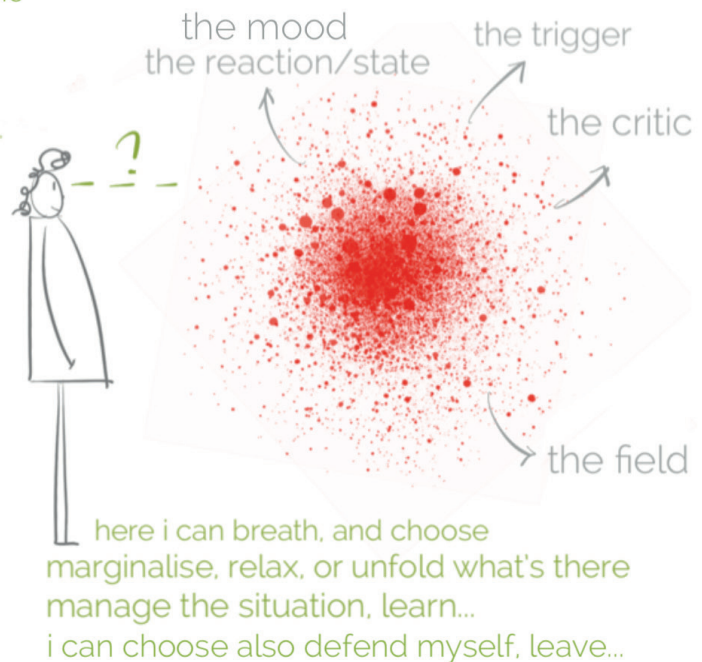 the mood
the reaction/state
the trigger
the critic
?
the field
here i can breath, and choose
marginalise, relax, or unfold what's there
manage the situation, learn...
i can choose also defend myself, leave...